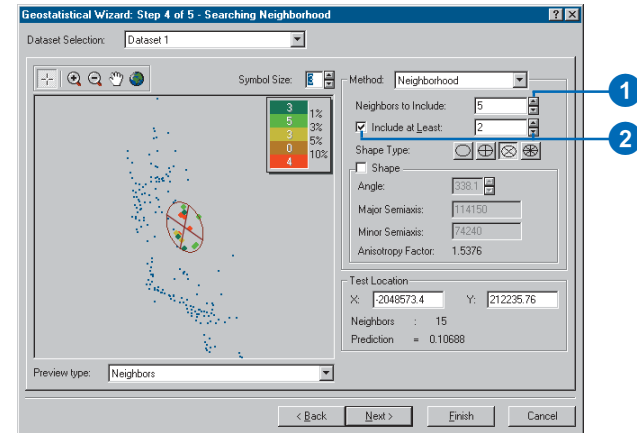 Geostatistical Wizard: Step 4 of 5 - Searching Neighborhood
Dataset Selection: Dataset 1
Symbol Size: 3
3 1%
5 3%
3 5%
0 10%
4
Preview type: Neighbors
Method: Neighborhood
Neighbors to Include: 5
1
Include at Least: 2
2
Shape Type:
Shape
Angle: 338.1
Major Semiaxis: 114150
Minor Semiaxis: 74240
Anisotropy Factor: 1.5376
Test Location
X: -2048573.4 Y: 212235.76
Neighbors : 15
Prediction = 0.10688
< Back Next > Finish Cancel